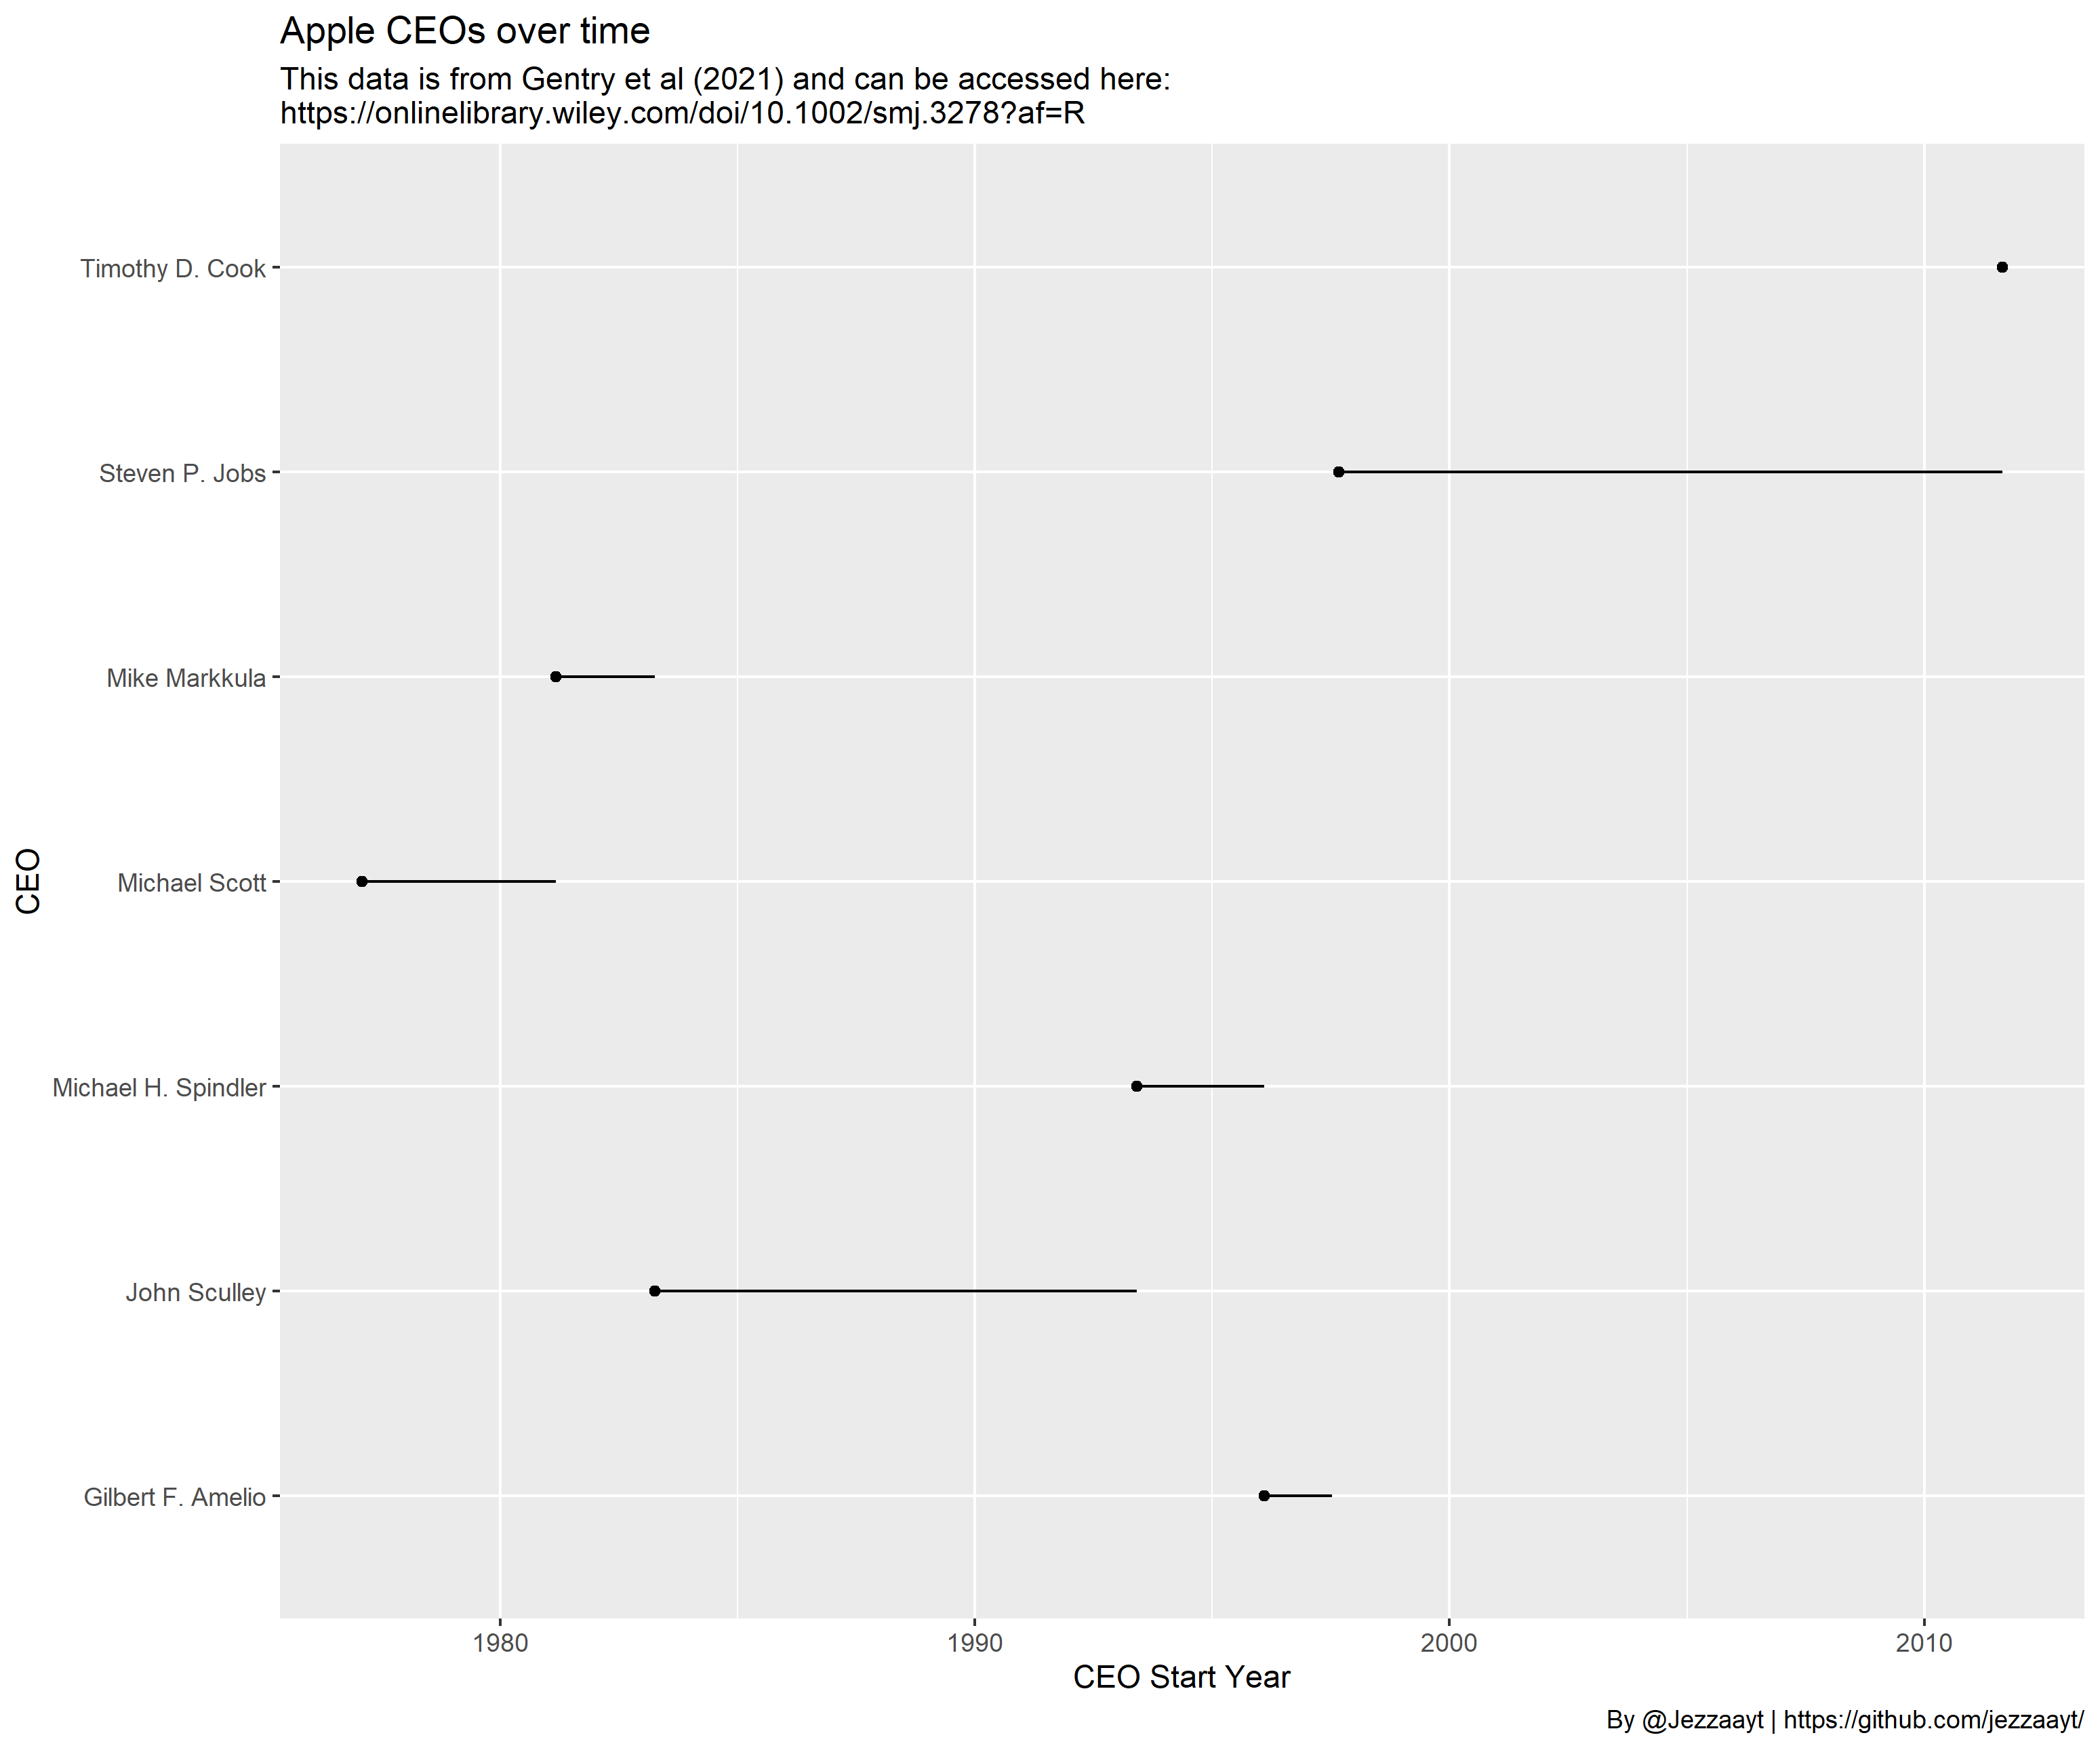 Apple CEOs over time
This data is from Gentry et al (2021) and can be accessed here:
https://onlinelibrary.wiley.com/doi/10.1002/smj.3278?af=R
CEO
Timothy D. Cook
Steven P. Jobs
Mike Markkula
Michael Scott
Michael H. Spindler
John Sculley
Gilbert F. Amelio
1980 1990 2000 2010
CEO Start Year
By @Jezzaayt | https://github.com/jezzaayt/